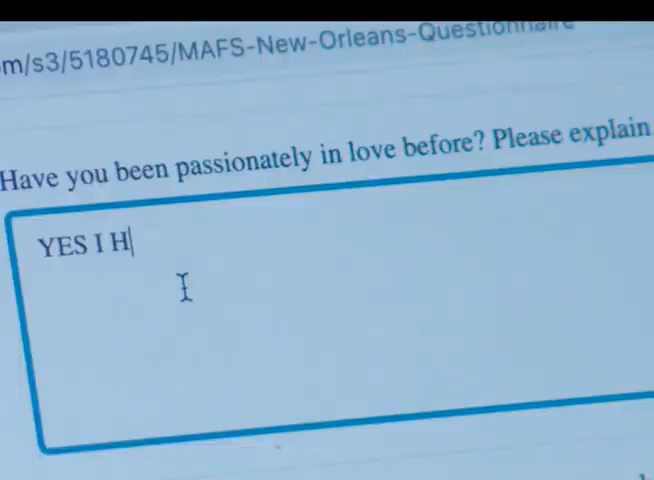 m/s3/5180745/MAFS-New-Orleans-Questionnaire
Have you been passionately in love before? Please explain.
YES I H